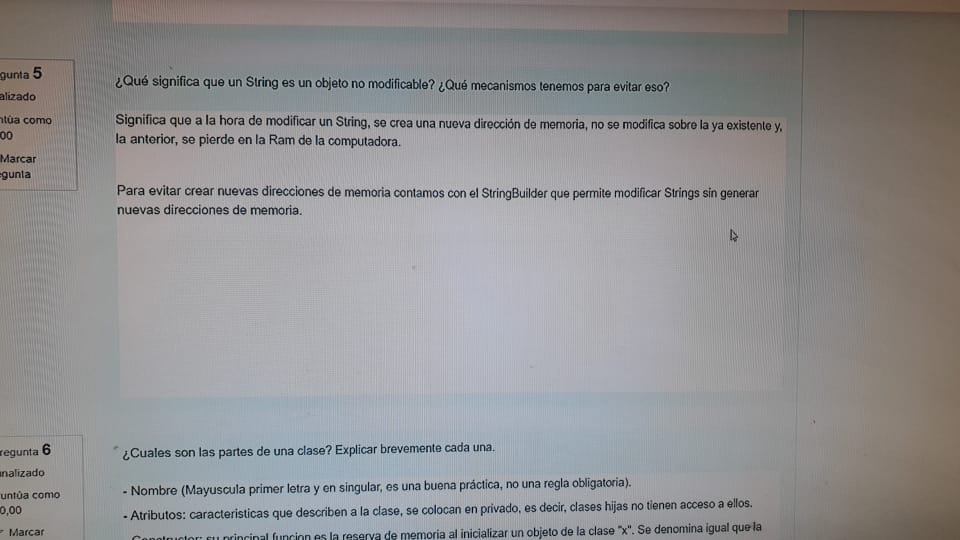 gunta 5
alizado
ntúa como
00
Marcar
gunta
¿Qué significa que un String es un objeto no modificable? ¿Qué mecanismos tenemos para evitar eso?
Significa que a la hora de modificar un String, se crea una nueva dirección de memoria, no se modifica sobre la ya existente y,
la anterior, se pierde en la Ram de la computadora.
Para evitar crear nuevas direcciones de memoria contamos con el StringBuilder que permite modificar Strings sin generar
nuevas direcciones de memoria.
regunta 6
nalizado
untúa como
0,00
Marcar
¿Cuales son las partes de una clase? Explicar brevemente cada una.
- Nombre (Mayuscula primer letra y en singular, es una buena práctica, no una regla obligatoria).
- Atributos: caracteristicas que describen a la clase, se colocan en privado, es decir, clases hijas no tienen acceso a ellos.
Constructor: su principal funcion es la reserva de memoria al inicializar un objeto de la clase "x". Se denomina igual que la